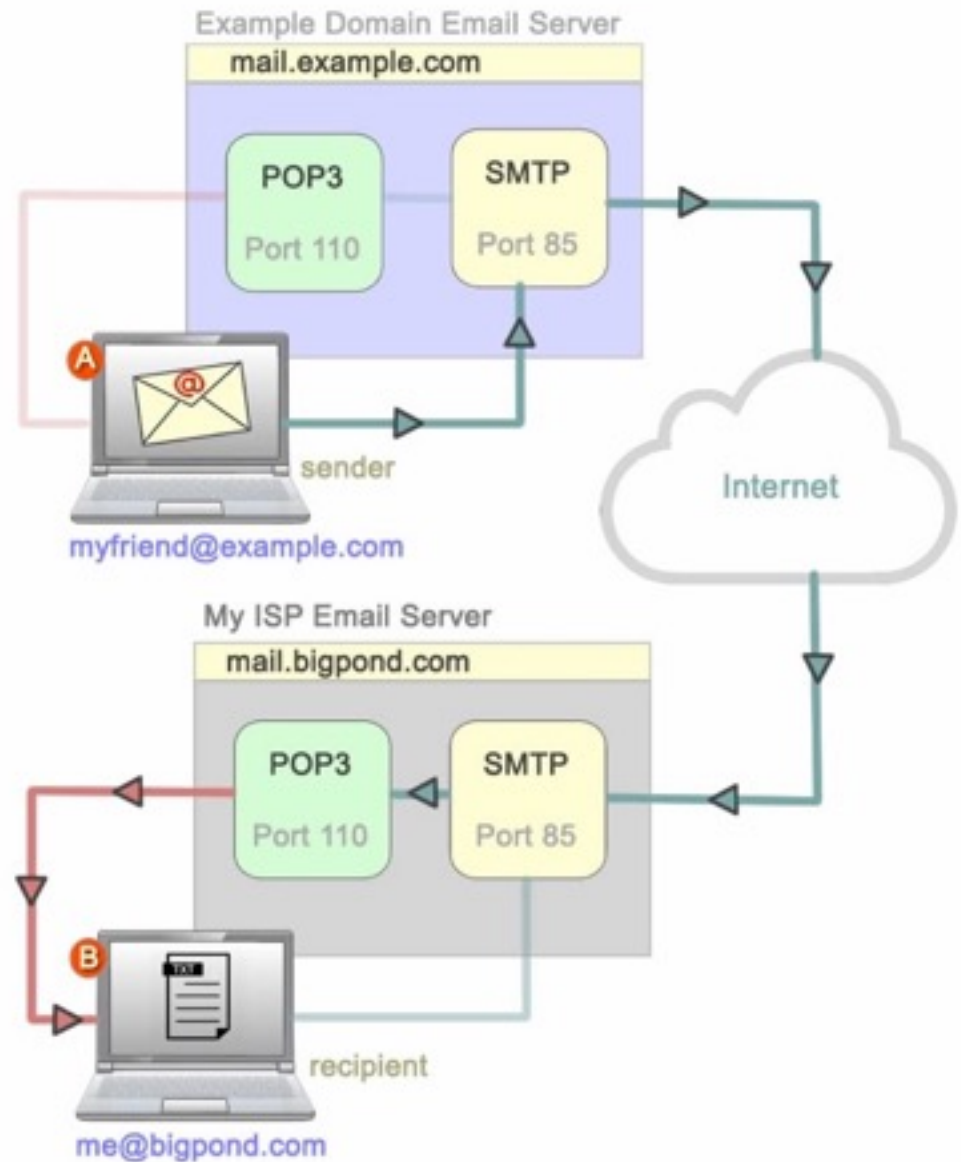 Example Domain Email Server
mail.example.com
POP3
Port 110
SMTP
Port 85
A
@
sender
myfriend@example.com
Internet
My ISP Email Server
mail.bigpond.com
POP3
Port 110
SMTP
Port 85
B
TXT
recipient
me@bigpond.com